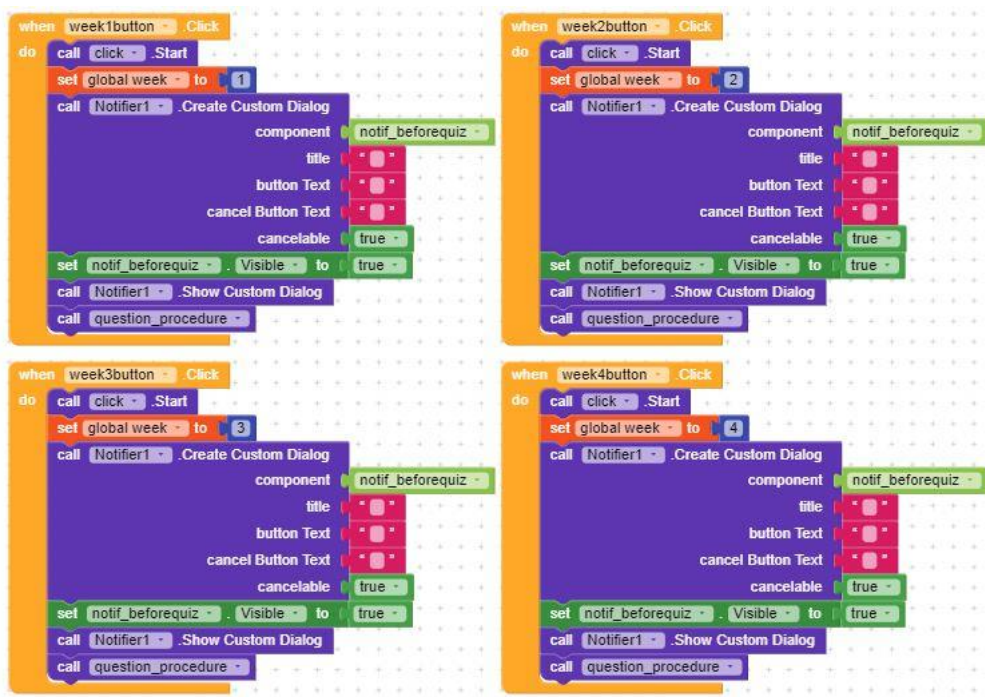 when week1button .Click
do call click .Start
set global week to 1
call Notifier1 .Create Custom Dialog
component notif_beforequiz
title " "
button Text " "
cancel Button Text " "
cancelable true
set notif_beforequiz . Visible to true
call Notifier1 .Show Custom Dialog
call question_procedure
when week2button .Click
do call click .Start
set global week to 2
call Notifier1 .Create Custom Dialog
component notif_beforequiz
title " "
button Text " "
cancel Button Text " "
cancelable true
set notif_beforequiz . Visible to true
call Notifier1 .Show Custom Dialog
call question_procedure
when week3button .Click
do call click .Start
set global week to 3
call Notifier1 .Create Custom Dialog
component notif_beforequiz
title " "
button Text " "
cancel Button Text " "
cancelable true
set notif_beforequiz . Visible to true
call Notifier1 .Show Custom Dialog
call question_procedure
when week4button .Click
do call click .Start
set global week to 4
call Notifier1 .Create Custom Dialog
component notif_beforequiz
title " "
button Text " "
cancel Button Text " "
cancelable true
set notif_beforequiz . Visible to true
call Notifier1 .Show Custom Dialog
call question_procedure